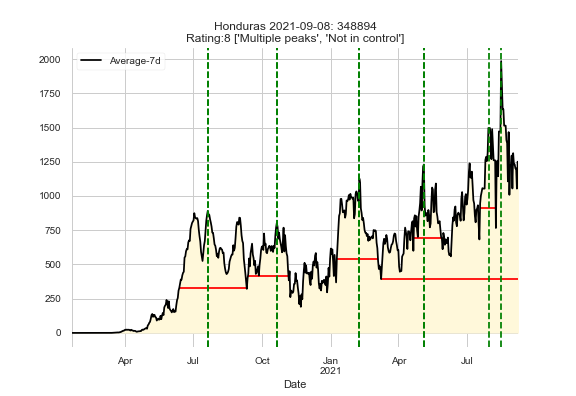 Honduras 2021-09-08: 348894
Rating:8 ['Multiple peaks', 'Not in control']
Average-7d
2000
1750
1500
1250
1000
750
500
250
0
Apr Jul Oct Jan Apr Jul
2021
Date